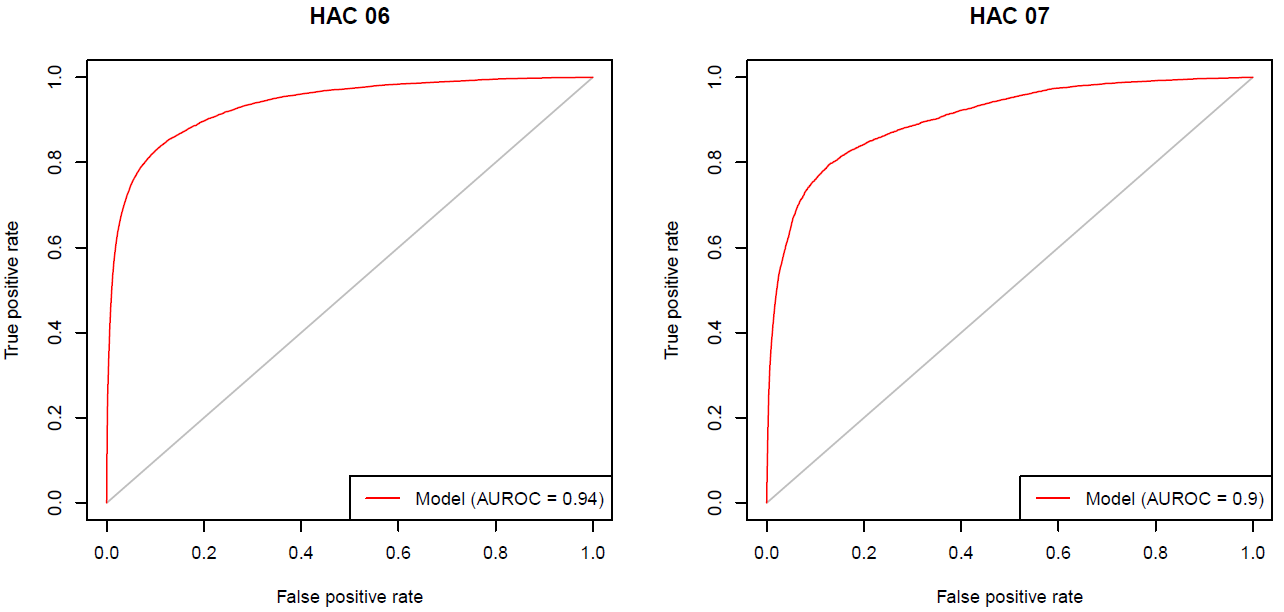 HAC 06
True positive rate
1.0
0.8
0.6
0.4
0.2
0.0
Model (AUROC = 0.94)
0.0 0.2 0.4 0.6 0.8 1.0
False positive rate
HAC 07
True positive rate
1.0
0.8
0.6
0.4
0.2
0.0
Model (AUROC = 0.9)
0.0 0.2 0.4 0.6 0.8 1.0
False positive rate